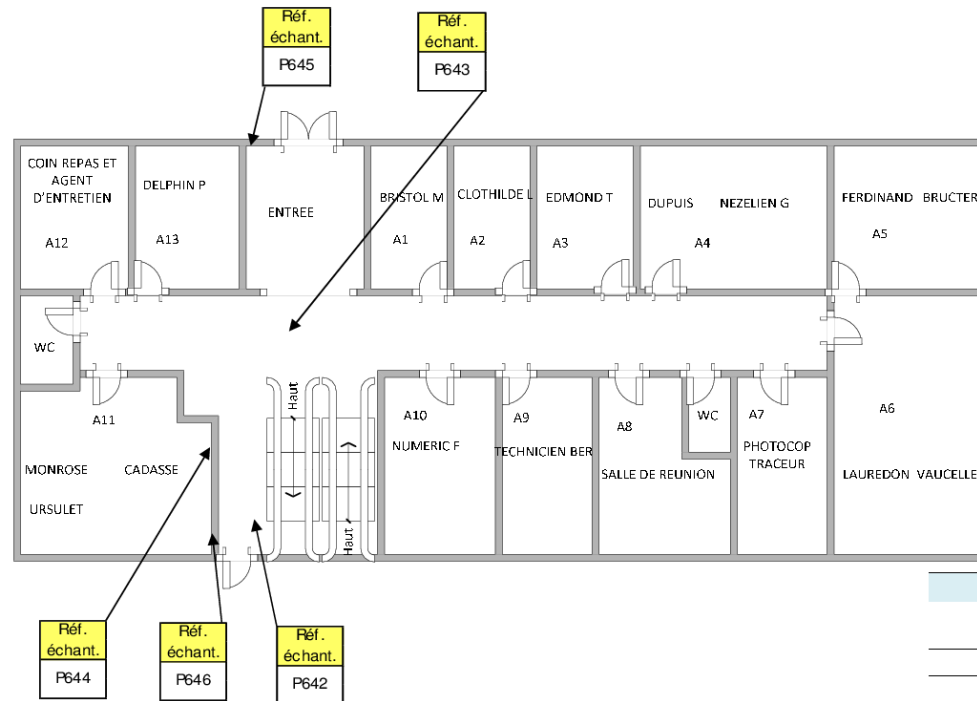 Réf.
échant.
P645
Réf.
échant.
P643
COIN REPAS ET
AGENT
D'ENTRETIEN
A12
DELPHIN P
A13
ENTREE
BRISTOL M
A1
CLOTHILDE L
A2
EDMOND T
A3
DUPUIS NEZELIEN G
A4
FERDINAND BRUCTER
A5
WC
A11
MONROSE CADASSE
URSULET
Haut
Haut
A10
NUMERIC F
A9
TECHNICIEN BER
A8
SALLE DE REUNION
WC
A7
PHOTOCOP
TRACEUR
A6
LAUREDON VAUCELLE
Réf.
échant.
P644
Réf.
échant.
P646
Réf.
échant.
P642